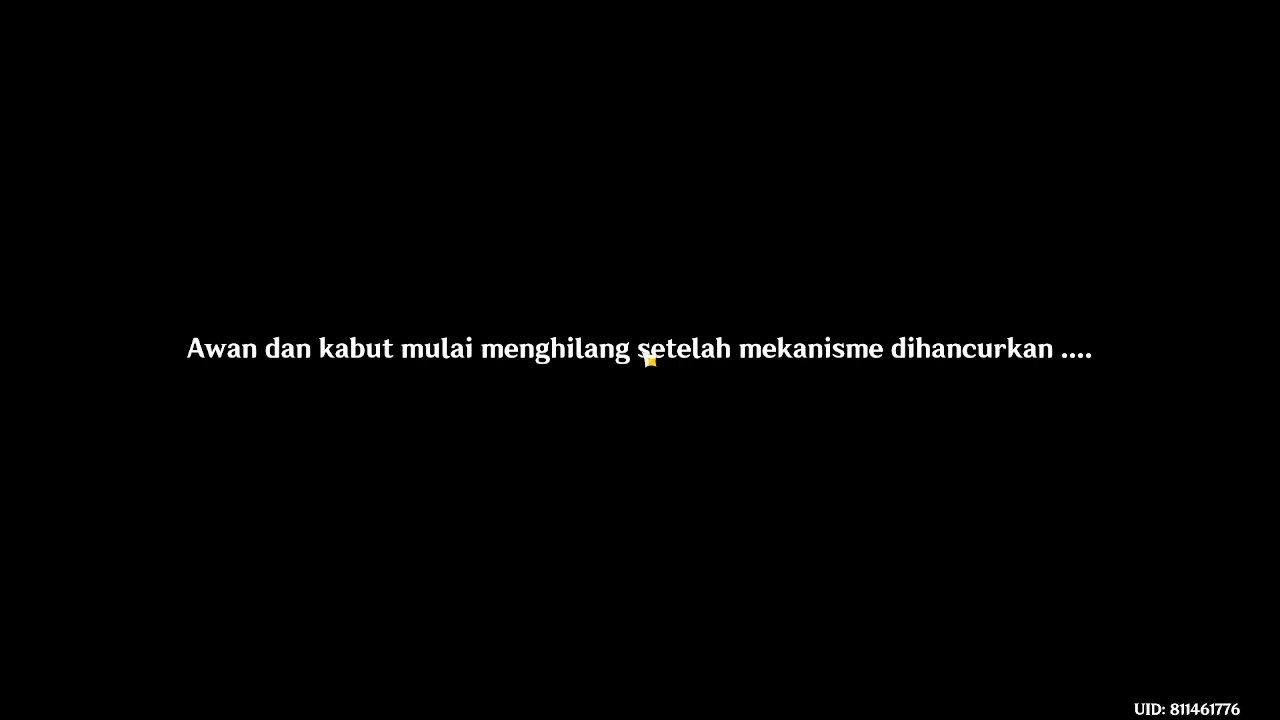 Awan dan kabut mulai menghilang setelah mekanisme dihancurkan ....
UID: 811461776